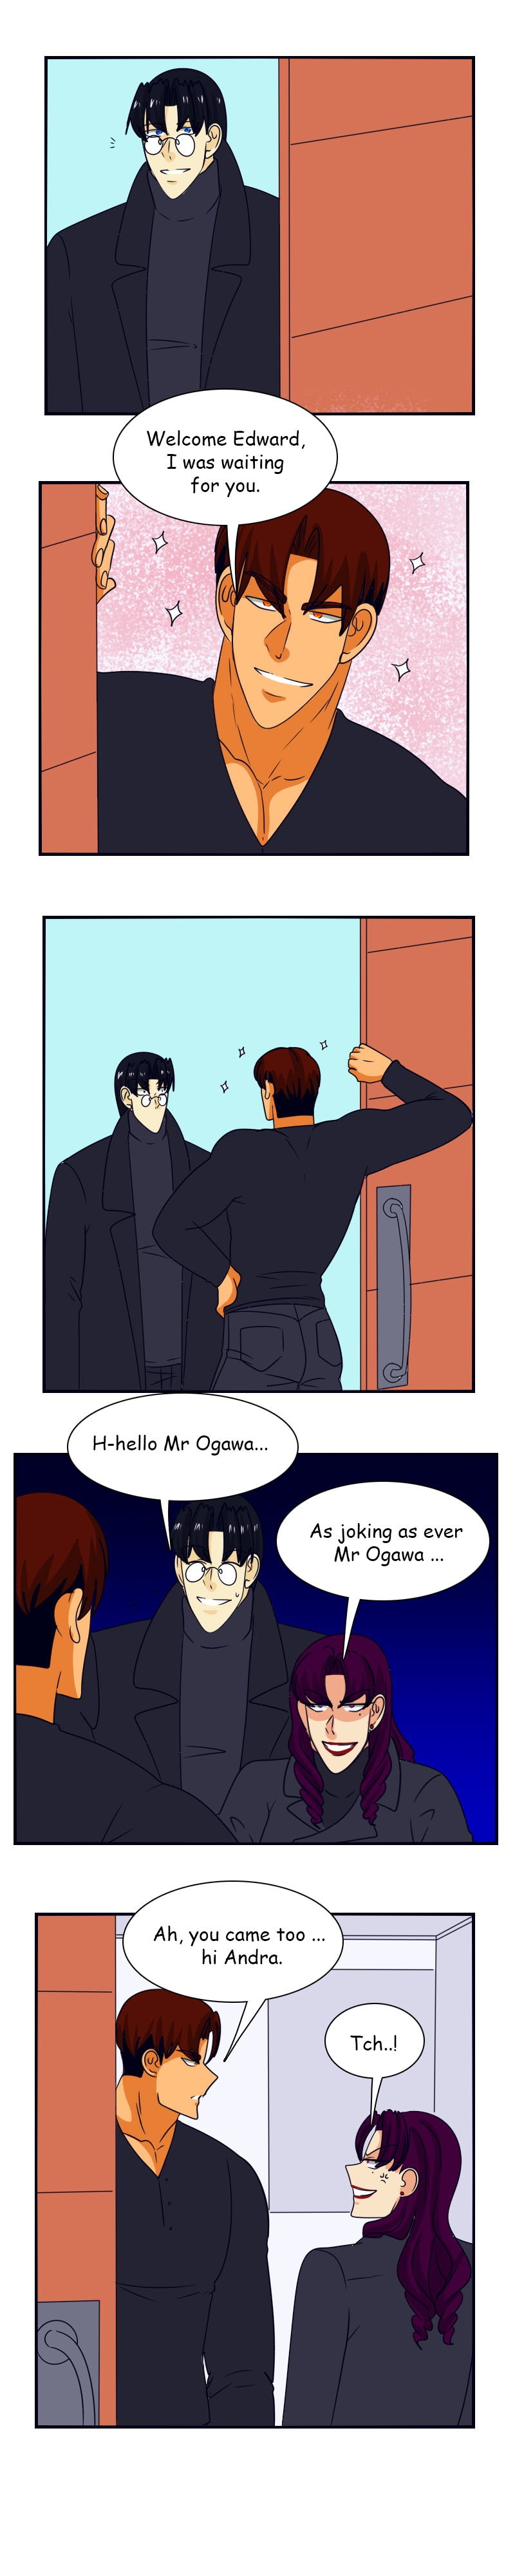 Welcome Edward,
I was waiting
for you.
H-hello Mr Ogawa...
As joking as ever
Mr Ogawa ...
Ah, you came too ...
hi Andra.
Tch..!